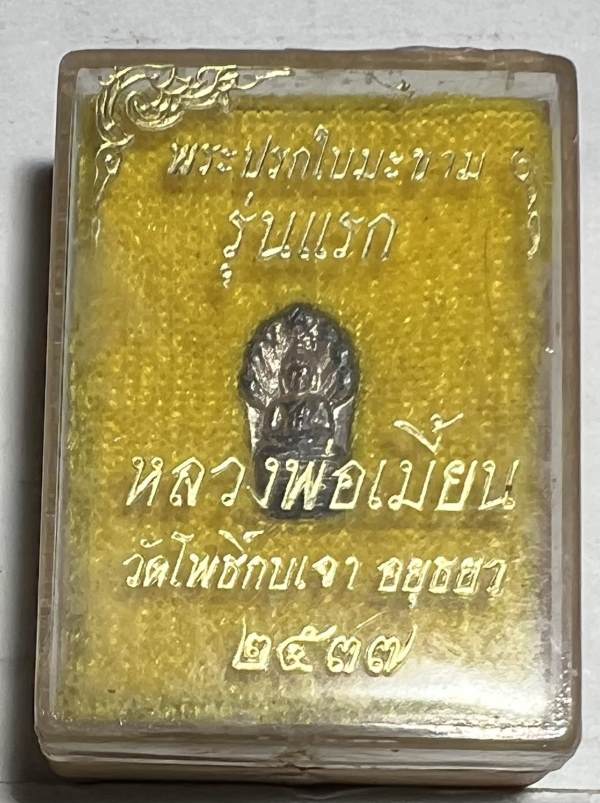 พระปรกใบมะขาม
รุ่นแรก
หลวงพ่อเมี้ยน
วัดโพธิ์กบเจา อยุธยา
๒๕๓๗